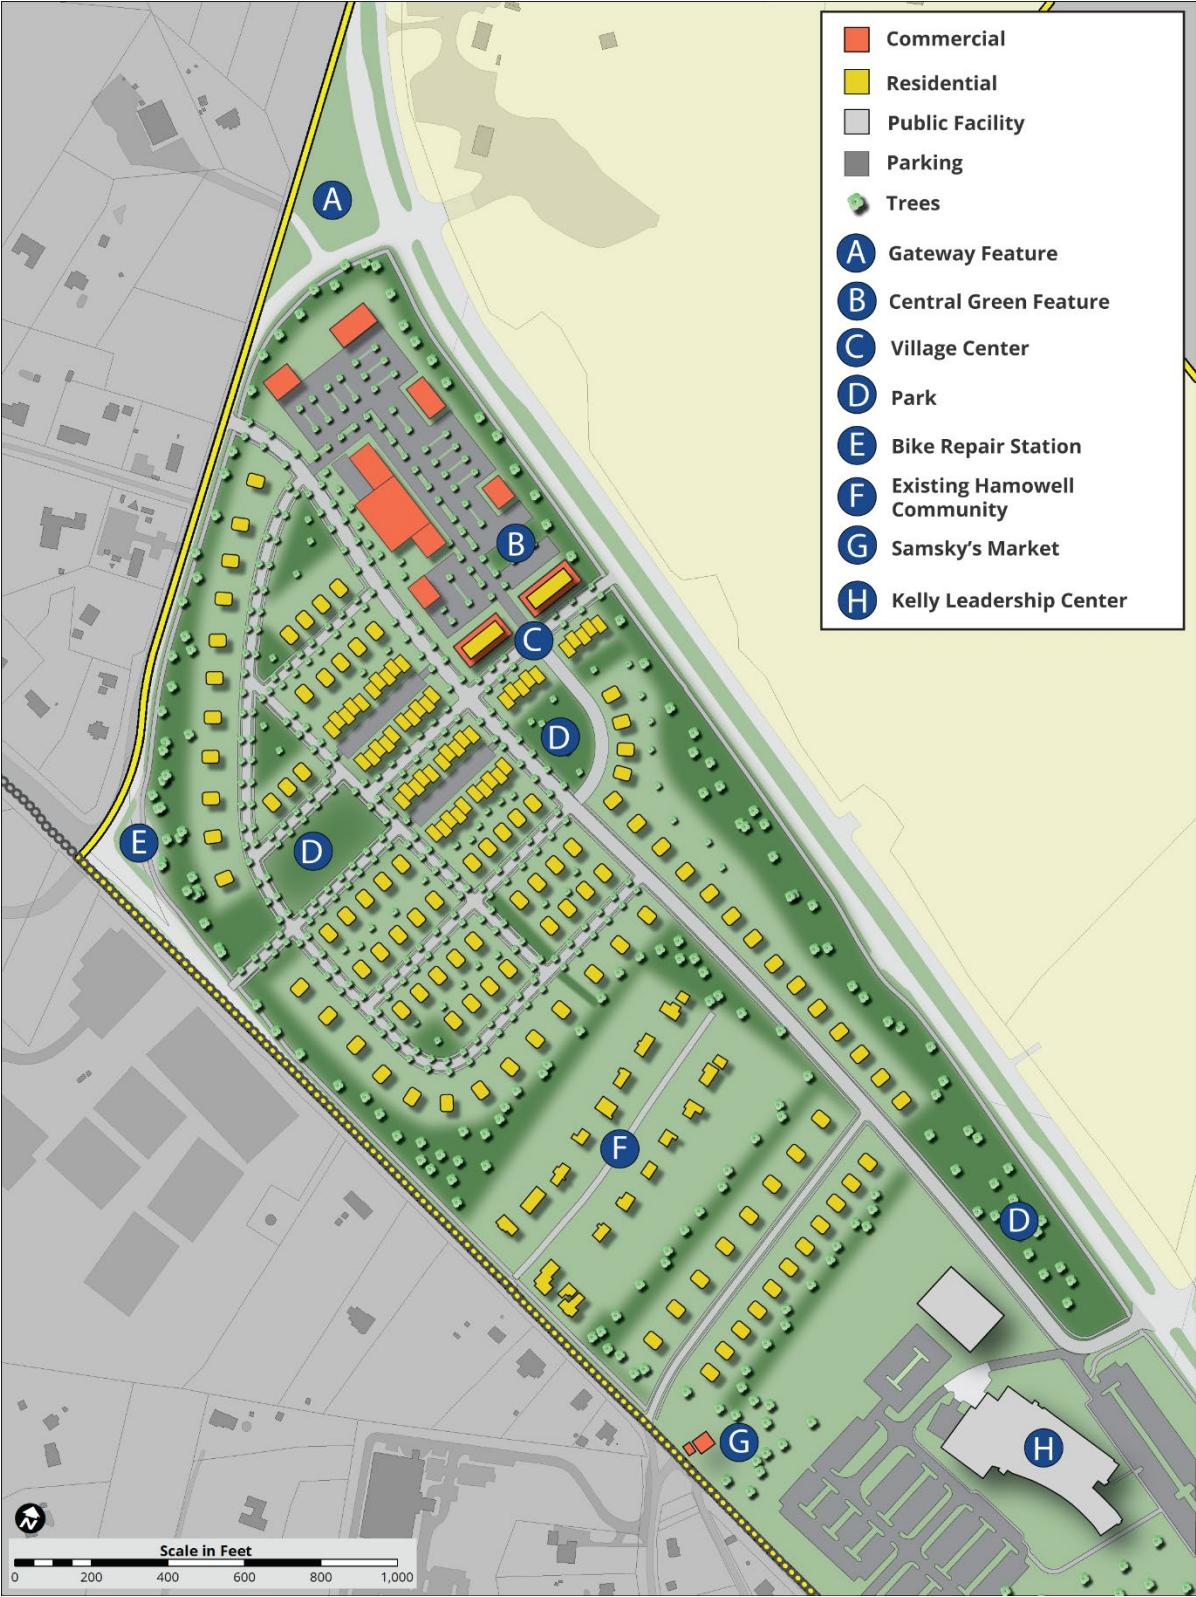 Commercial
Residential
Public Facility
Parking
Trees
A Gateway Feature
B Central Green Feature
C Village Center
D Park
E Bike Repair Station
F Existing Hamowell
Community
G Samsky's Market
H Kelly Leadership Center
A
B
C
D
E
D
F
D
G
H
N
Scale in Feet
0 200 400 600 800 1,000